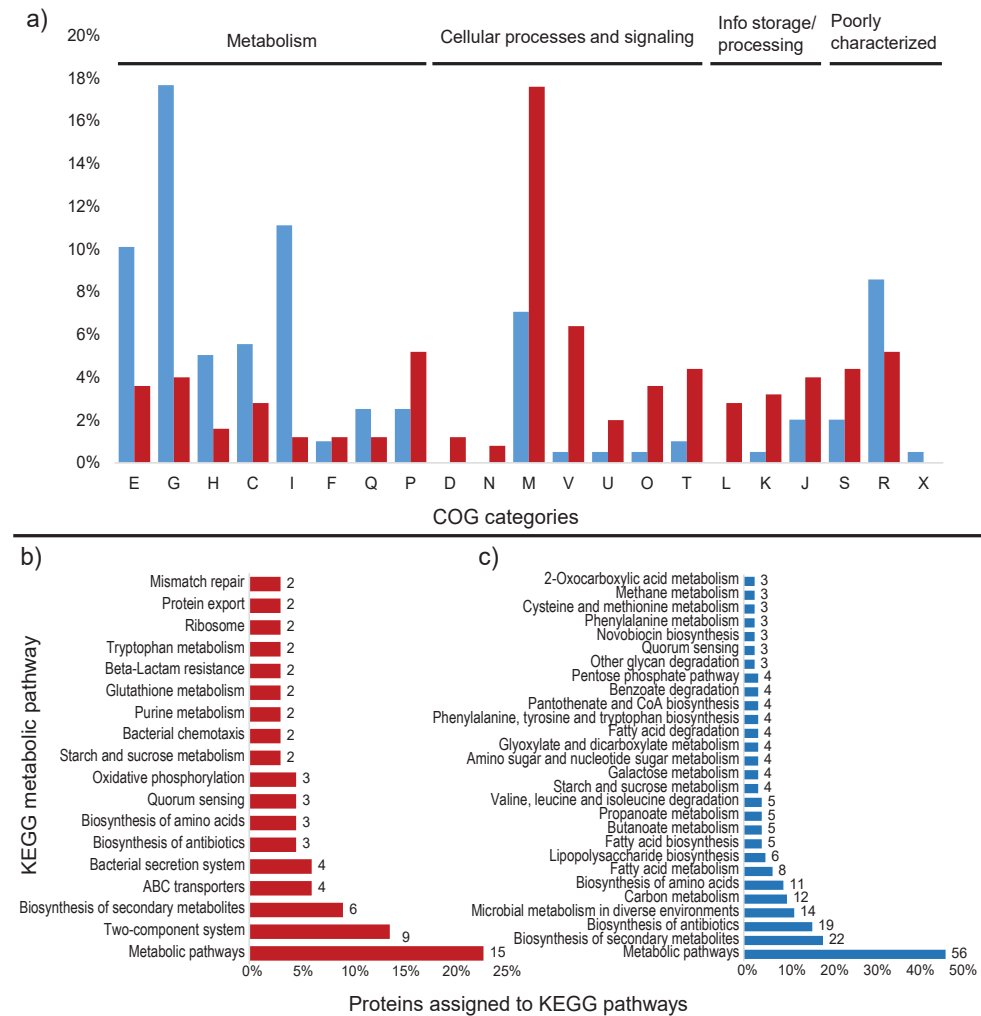 a)
Metabolism
Cellular processes and signaling
Info storage/
processing
Poorly
characterized
20%
18%
16%
14%
12%
10%
8%
6%
4%
2%
0%
E G H C I F Q P D N M V U O T L K J S R X
COG categories
b)
KEGG metabolic pathway
Mismatch repair 2
Protein export 2
Ribosome 2
Tryptophan metabolism 2
Beta-Lactam resistance 2
Glutathione metabolism 2
Purine metabolism 2
Bacterial chemotaxis 2
Starch and sucrose metabolism 2
Oxidative phosphorylation 3
Quorum sensing 3
Biosynthesis of amino acids 3
Biosynthesis of antibiotics 3
Bacterial secretion system 4
ABC transporters 4
Biosynthesis of secondary metabolites 6
Two-component system 9
Metabolic pathways 15
0% 5% 10% 15% 20% 25%
c)
2-Oxocarboxylic acid metabolism 3
Methane metabolism 3
Cysteine and methionine metabolism 3
Phenylalanine metabolism 3
Novobiocin biosynthesis 3
Quorum sensing 3
Other glycan degradation 3
Pentose phosphate pathway 4
Benzoate degradation 4
Pantothenate and CoA biosynthesis 4
Phenylalanine, tyrosine and tryptophan biosynthesis 4
Fatty acid degradation 4
Glyoxylate and dicarboxylate metabolism 4
Amino sugar and nucleotide sugar metabolism 4
Galactose metabolism 4
Starch and sucrose metabolism 4
Valine, leucine and isoleucine degradation 5
Propanoate metabolism 5
Butanoate metabolism 5
Fatty acid biosynthesis 5
Lipopolysaccharide biosynthesis 6
Fatty acid metabolism 8
Biosynthesis of amino acids 11
Carbon metabolism 12
Microbial metabolism in diverse environments 14
Biosynthesis of antibiotics 19
Biosynthesis of secondary metabolites 22
Metabolic pathways 56
0% 10% 20% 30% 40% 50%
Proteins assigned to KEGG pathways